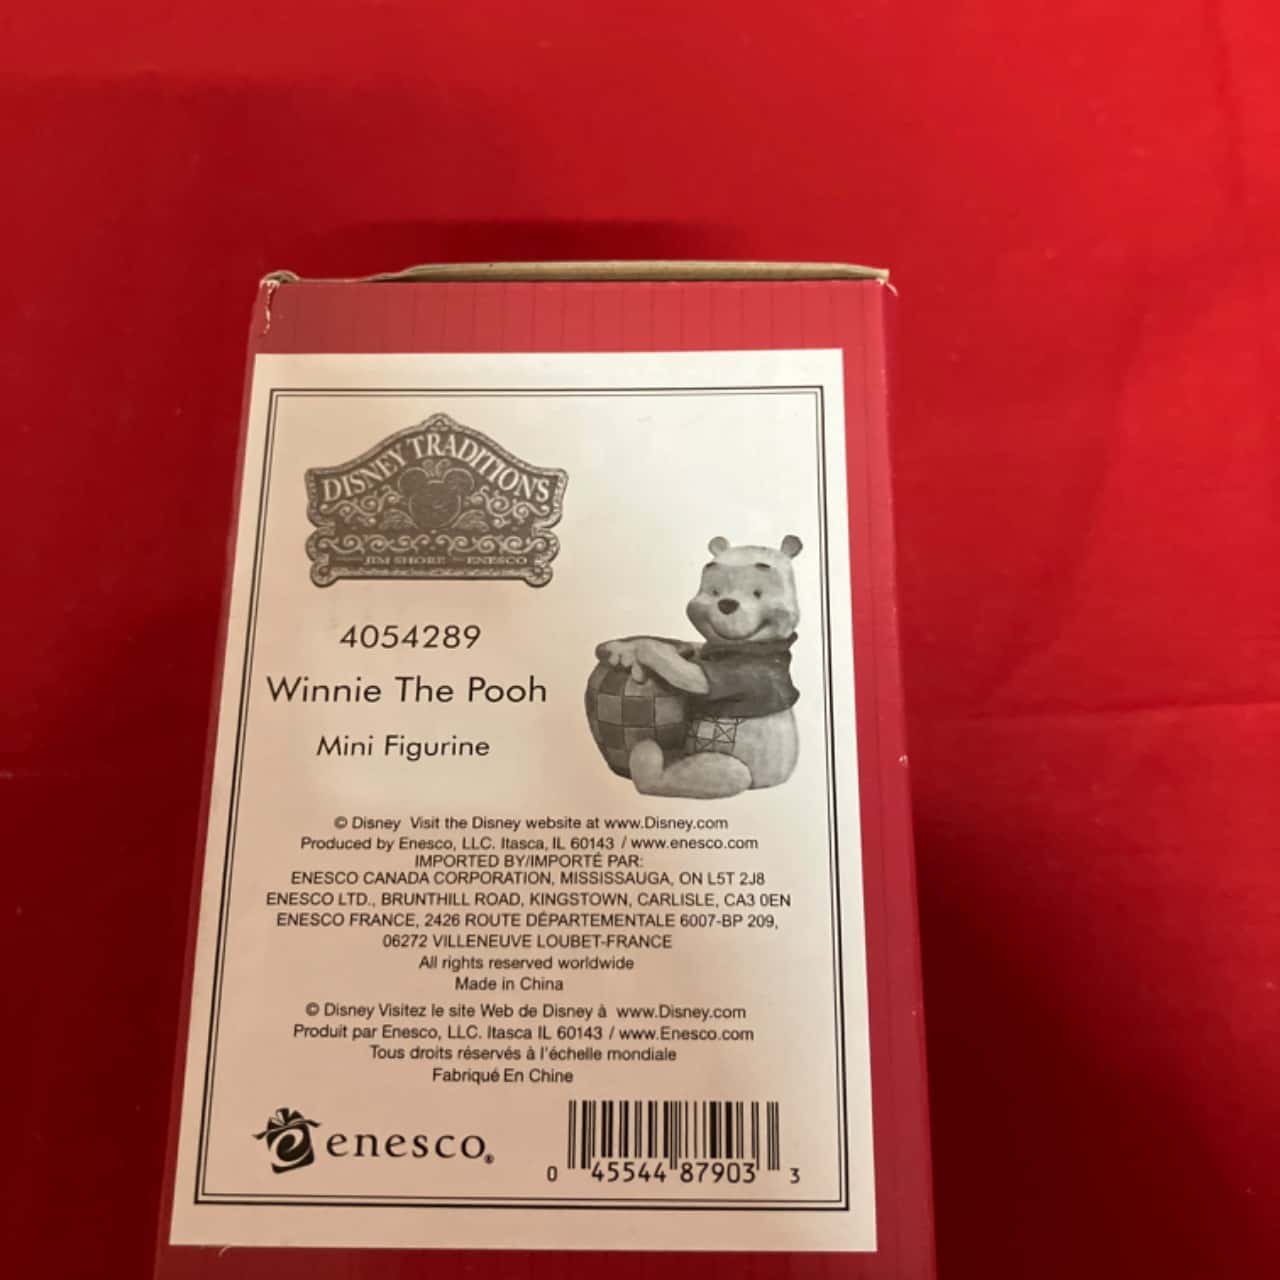 DISNEY TRADITIONS
JIM SHORE ENESCO
4054289
Winnie The Pooh
Mini Figurine
© Disney Visit the Disney website at www.Disney.com
Produced by Enesco, LLC. Itasca, IL 60143 / www.enesco.com
IMPORTED BY/IMPORTÉ PAR:
ENESCO CANADA CORPORATION, MISSISSAUGA, ON L5T 2J8
ENESCO LTD., BRUNTHILL ROAD, KINGSTOWN, CARLISLE, CA3 0EN
ENESCO FRANCE, 2426 ROUTE DÉPARTEMENTALE 6007-BP 209,
06272 VILLENEUVE LOUBET-FRANCE
All rights reserved worldwide
Made in China
© Disney Visitez le site Web de Disney à www.Disney.com
Produit par Enesco, LLC. Itasca IL 60143 / www.Enesco.com
Tous droits réservés à l'échelle mondiale
Fabriqué En Chine
enesco®
0 45544 87903 3